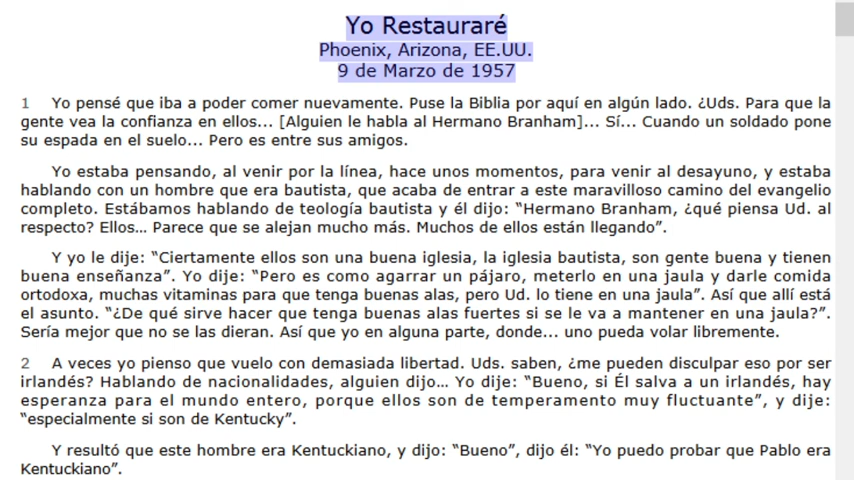 Yo Restauraré
Phoenix, Arizona, EE.UU.
9 de Marzo de 1957
1 Yo pensé que iba a poder comer nuevamente. Puse la Biblia por aquí en algún lado. ¿Uds. Para que la
gente vea la confianza en ellos... [Alguien le habla al Hermano Branham]... Sí... Cuando un soldado pone
su espada en el suelo... Pero es entre sus amigos.
Yo estaba pensando, al venir por la línea, hace unos momentos, para venir al desayuno, y estaba
hablando con un hombre que era bautista, que acaba de entrar a este maravilloso camino del evangelio
completo. Estábamos hablando de teología bautista y él dijo: “Hermano Branham, ¿qué piensa Ud. al
respecto? Ellos... Parece que se alejan mucho más. Muchos de ellos están llegando”.
Y yo le dije: “Ciertamente ellos son una buena iglesia, la iglesia bautista, son gente buena y tienen
buena enseñanza”. Yo dije: “Pero es como agarrar un pájaro, meterlo en una jaula y darle comida
ortodoxa, muchas vitaminas para que tenga buenas alas, pero Ud. lo tiene en una jaula”. Así que allí está
el asunto. “¿De qué sirve hacer que tenga buenas alas fuertes si se le va a mantener en una jaula?”.
Sería mejor que no se las dieran. Así que yo en alguna parte, donde... uno pueda volar libremente.
2 A veces yo pienso que vuelo con demasiada libertad. Uds. saben, ¿me pueden disculpar eso por ser
irlandés? Hablando de nacionalidades, alguien dijo... Yo dije: “Bueno, si Él salva a un irlandés, hay
esperanza para el mundo entero, porque ellos son de temperamento muy fluctuante”, y dije:
“especialmente si son de Kentucky”.
Y resultó que este hombre era Kentuckiano, y dijo: “Bueno”, dijo él: “Yo puedo probar que Pablo era
Kentuckiano”.